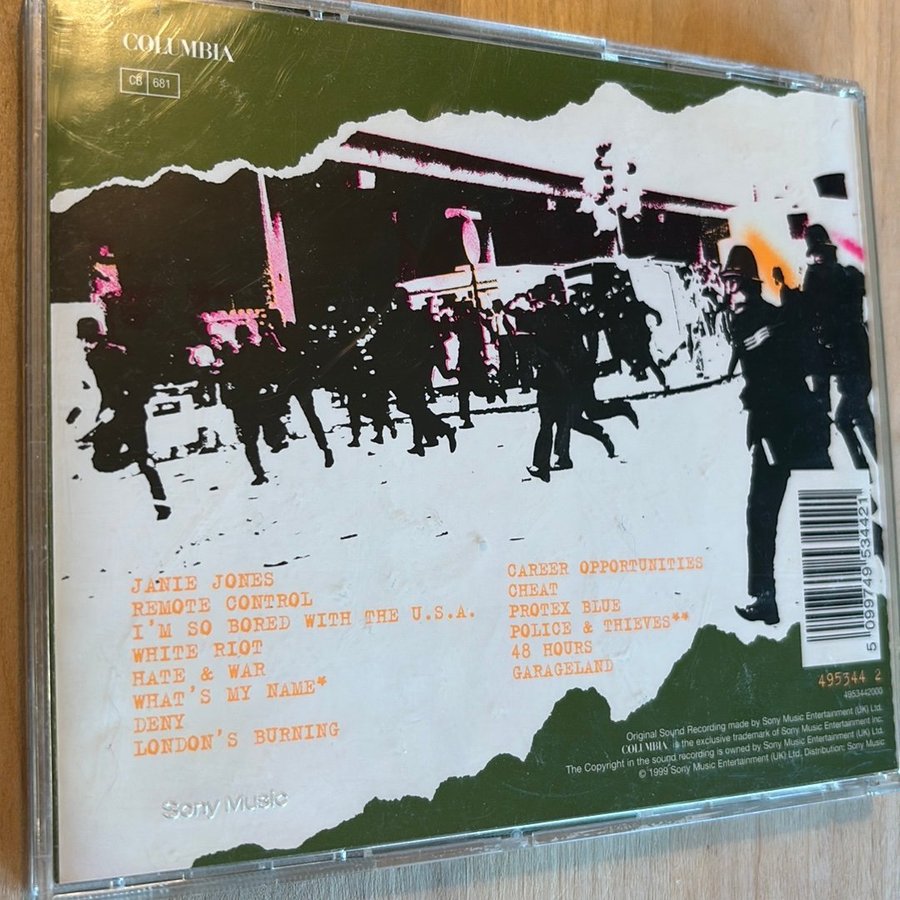 COLUMBIA
CB 681
JANIE JONES
REMOTE CONTROL
I'M SO BORED WITH THE U.S.A.
WHITE RIOT
HATE & WAR
WHAT'S MY NAME*
DENY
LONDON'S BURNING
CAREER OPPORTUNITIES
CHEAT
PROTEX BLUE
POLICE & THIEVES**
48 HOURS
GARAGELAND
5 099749 534421
495344 2
4953442000
Original Sound Recording made by Sony Music Entertainment (UK) Ltd.
COLUMBIA is the exclusive trademark of Sony Music Entertainment Inc.
The Copyright in the sound recording is owned by Sony Music Entertainment (UK) Ltd.
© 1999 Sony Music Entertainment (UK) Ltd. Distribution: Sony Music
Sony Music